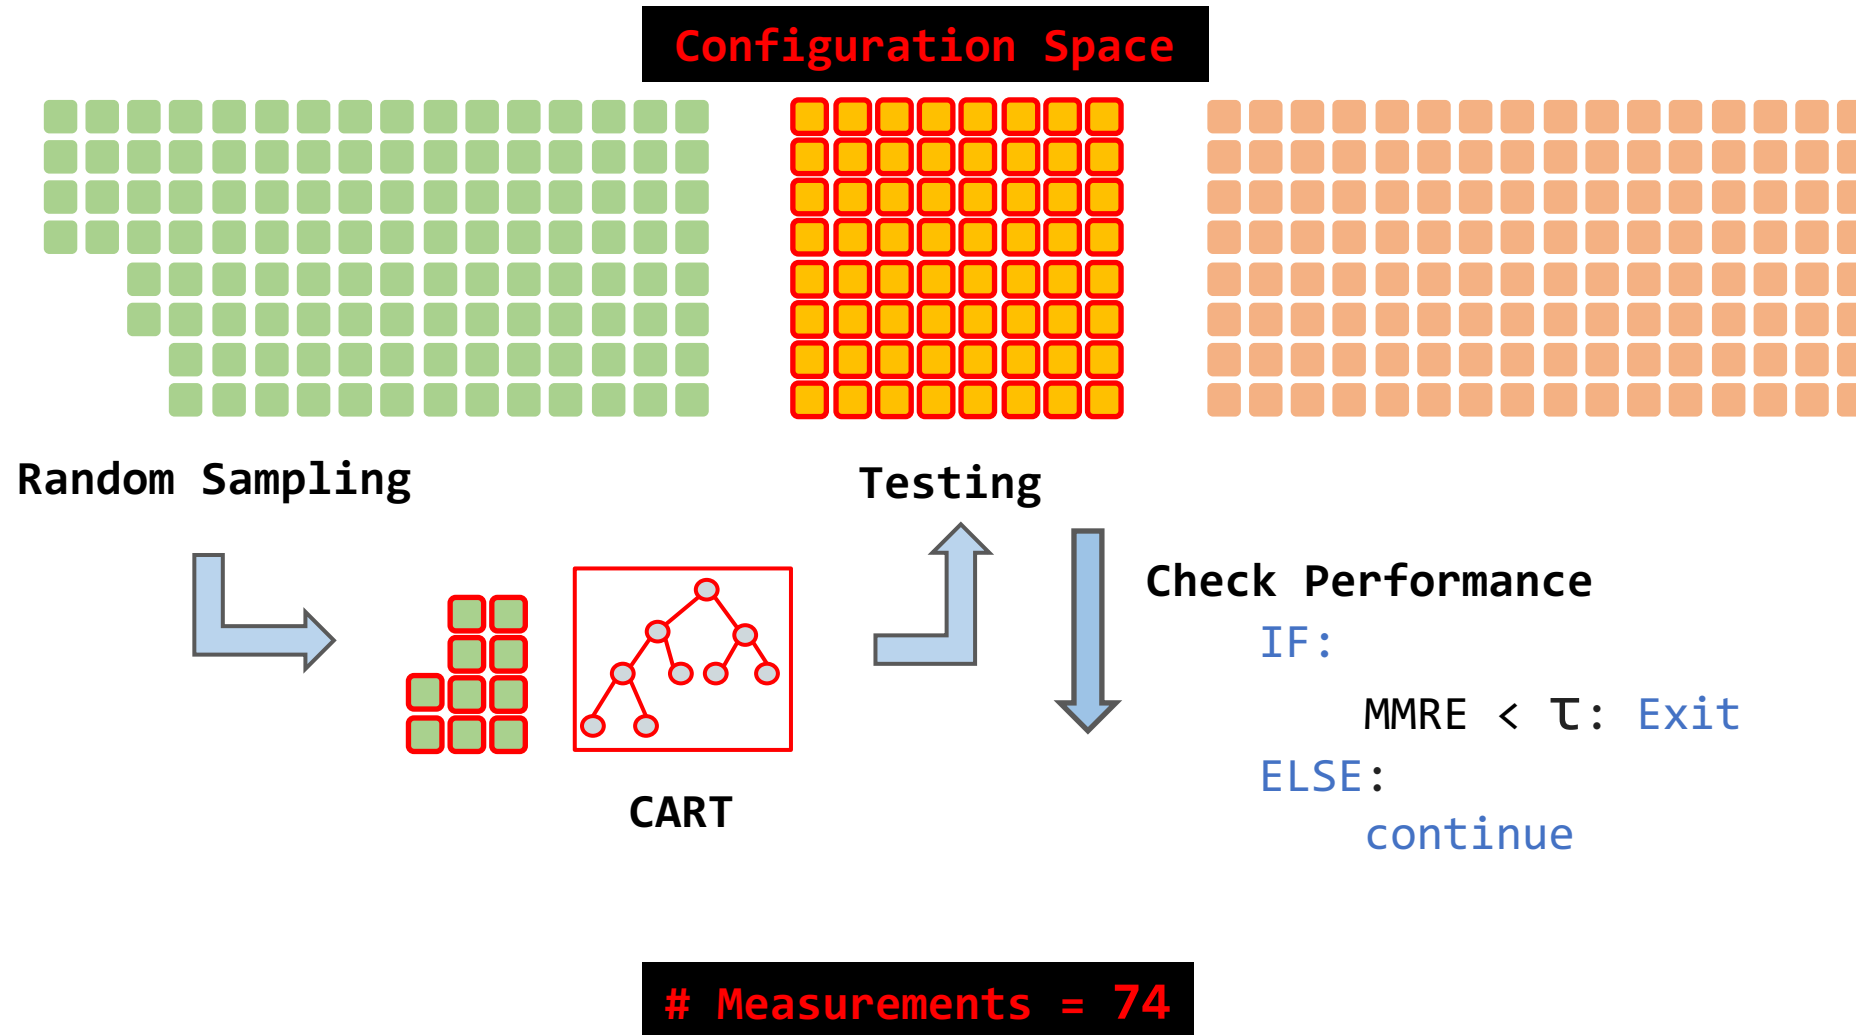 Configuration Space
Random Sampling
Testing
Check Performance
IF:
MMRE < τ: Exit
ELSE:
continue
CART
# Measurements = 74